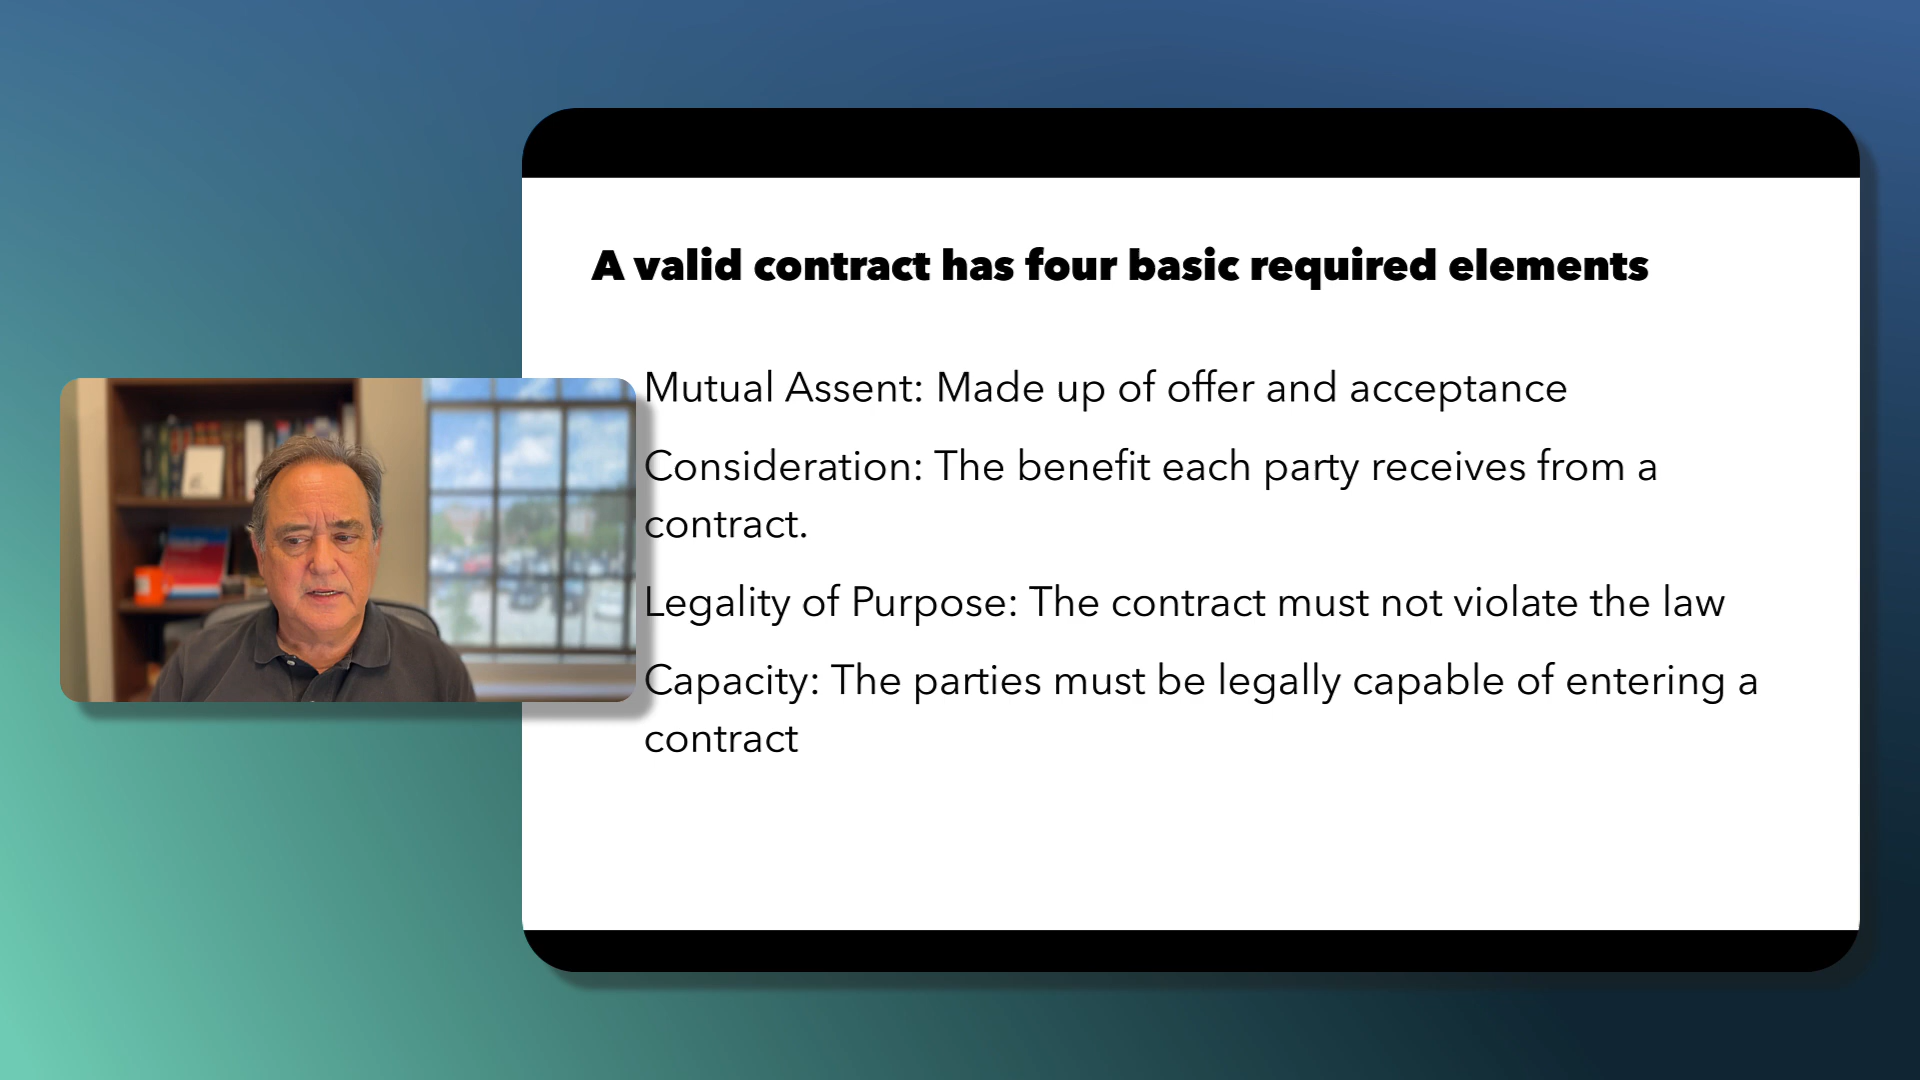 A valid contract has four basic required elements
Mutual Assent: Made up of offer and acceptance
Consideration: The benefit each party receives from a
contract.
Legality of Purpose: The contract must not violate the law
Capacity: The parties must be legally capable of entering a
contract